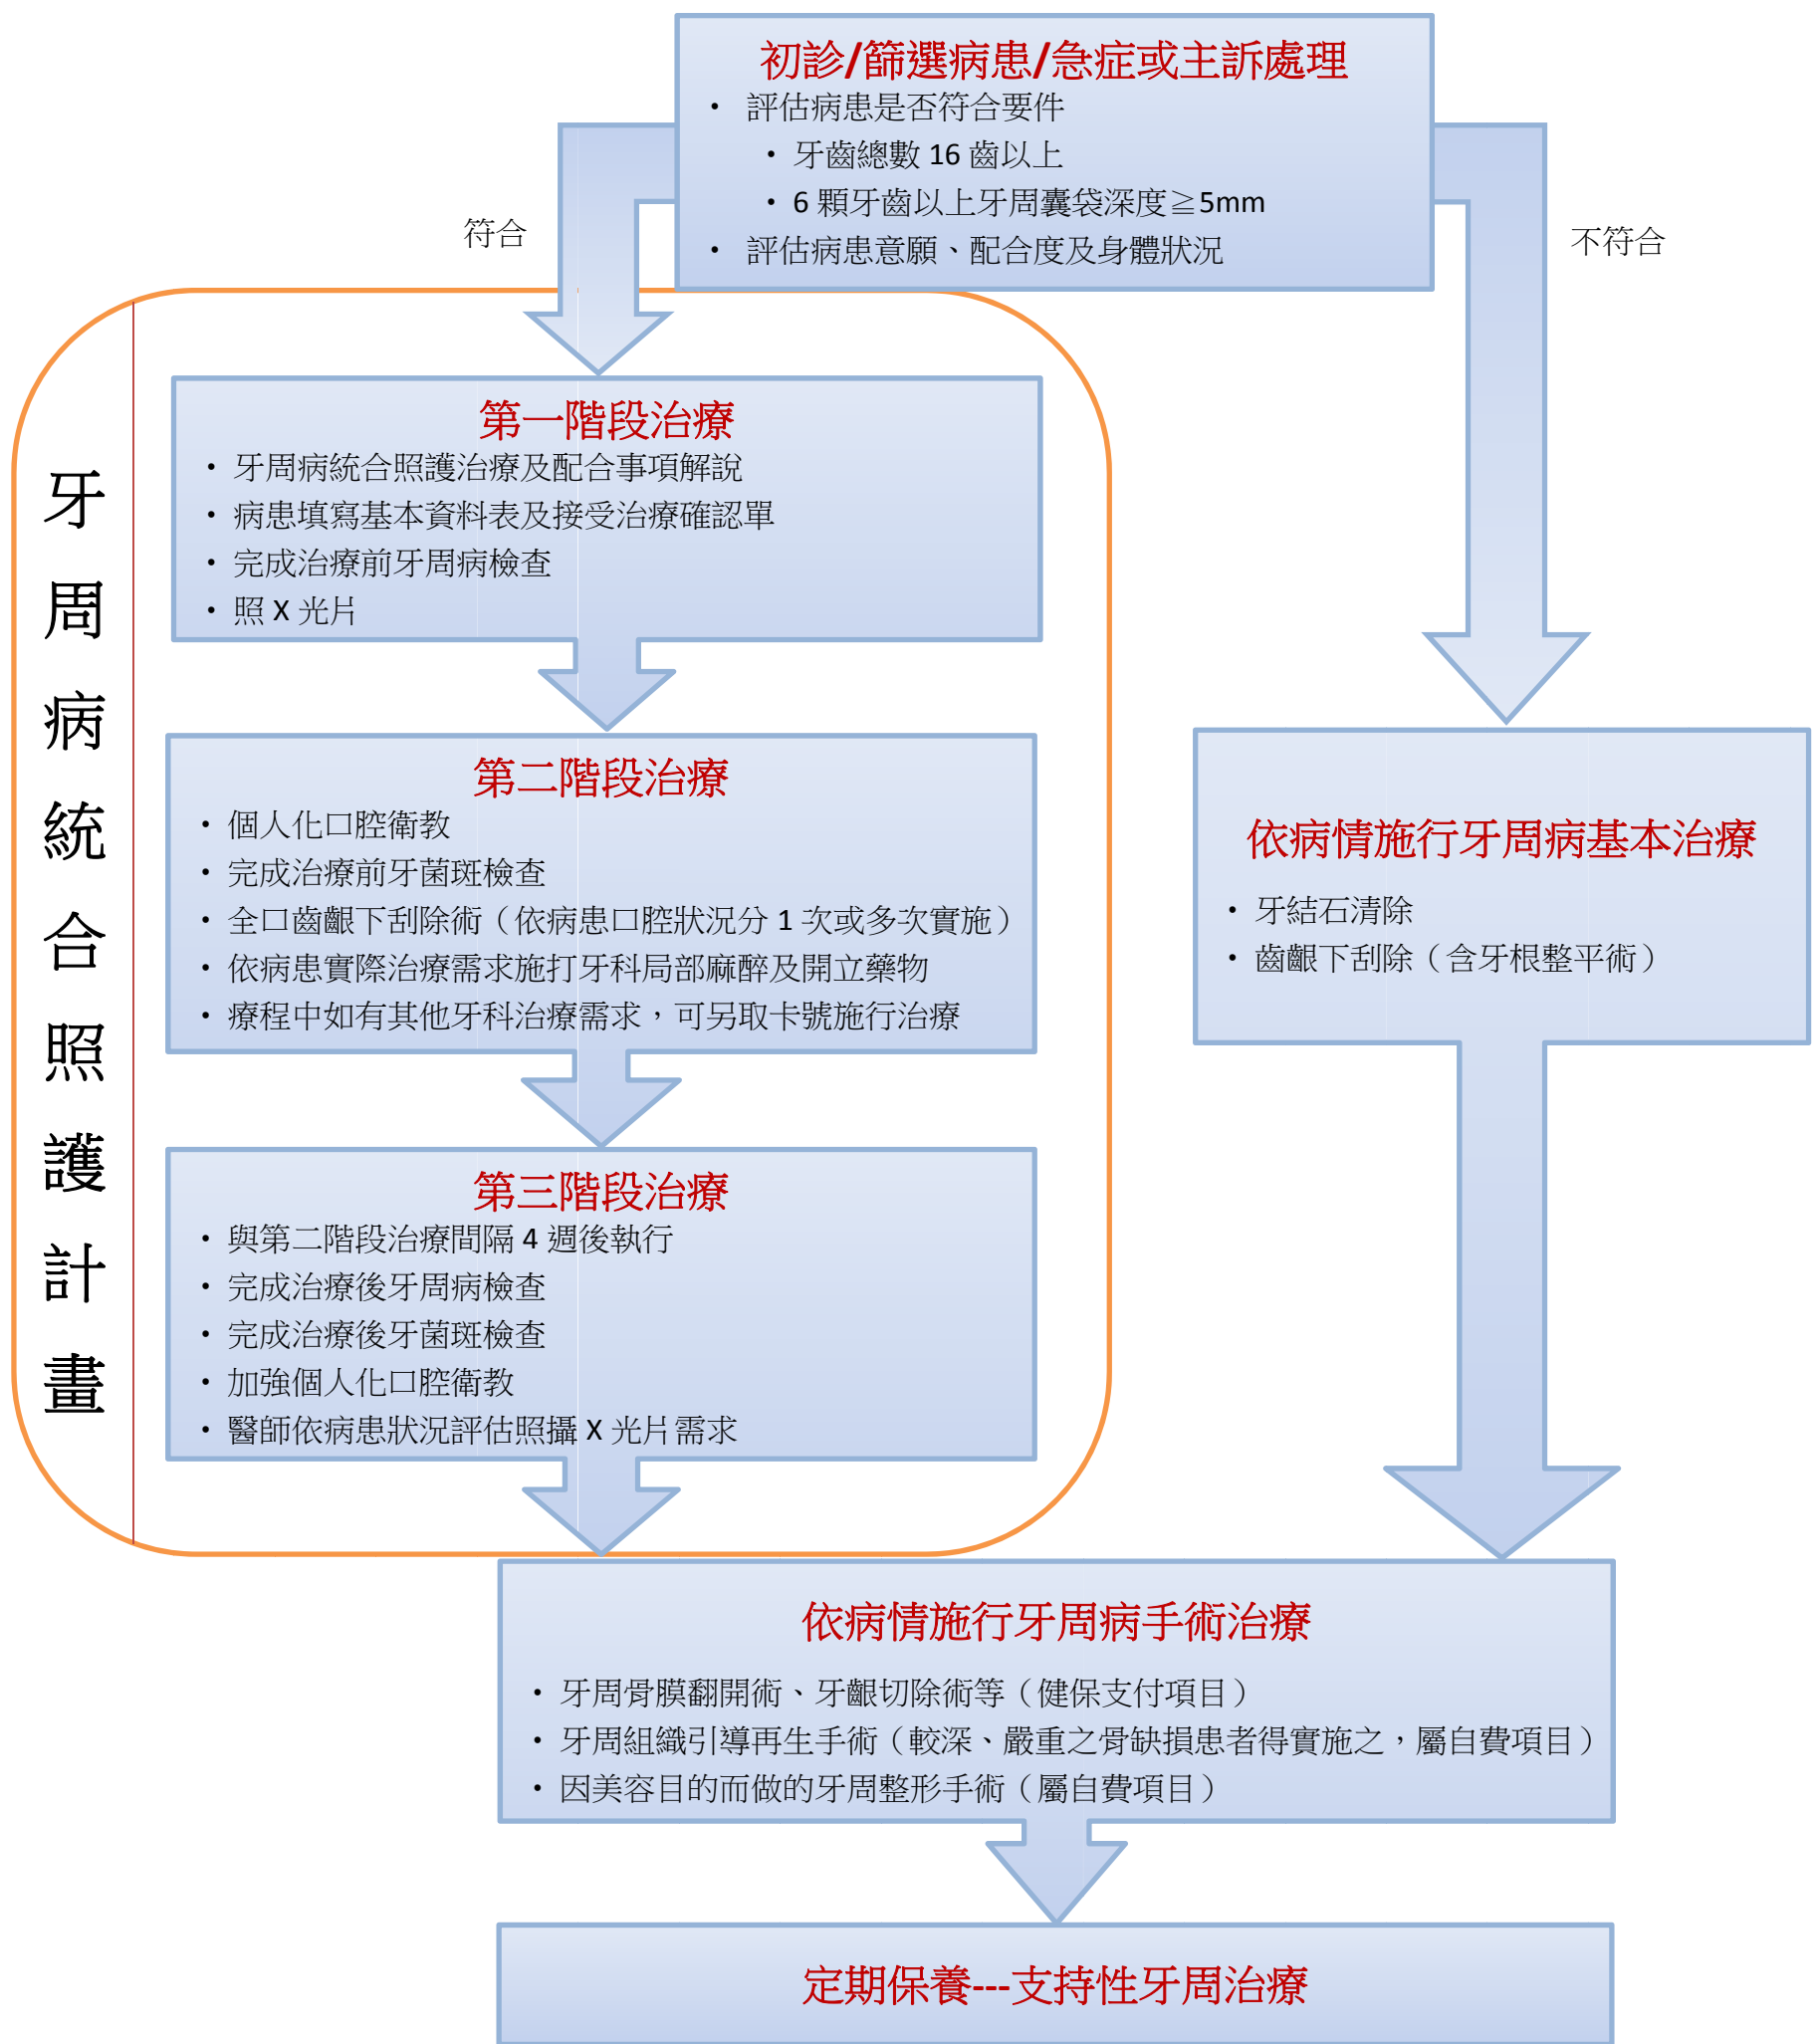 初診/篩選病患/急症或主訴處理
・ 評估病患是否符合要件
・ 牙齒總數 16 齒以上
・ 6 顆牙齒以上牙周囊袋深度≧5mm
・ 評估病患意願、配合度及身體狀況
符合
不符合
牙周病統合照護計畫
第一階段治療
・ 牙周病統合照護治療及配合事項解說
・ 病患填寫基本資料表及接受治療確認單
・ 完成治療前牙周病檢查
・ 照 X 光片
第二階段治療
・ 個人化口腔衛教
・ 完成治療前牙菌斑檢查
・ 全口齒齦下刮除術（依病患口腔狀況分 1 次或多次實施）
・ 依病患實際治療需求施打牙科局部麻醉及開立藥物
・ 療程中如有其他牙科治療需求，可另取卡號施行治療
第三階段治療
・ 與第二階段治療間隔 4 週後執行
・ 完成治療後牙周病檢查
・ 完成治療後牙菌斑檢查
・ 加強個人化口腔衛教
・ 醫師依病患狀況評估照攝 X 光片需求
依病情施行牙周病基本治療
・ 牙結石清除
・ 齒齦下刮除（含牙根整平術）
依病情施行牙周病手術治療
・ 牙周骨膜翻開術、牙齦切除術等（健保支付項目）
・ 牙周組織引導再生手術（較深、嚴重之骨缺損患者得實施之，屬自費項目）
・ 因美容目的而做的牙周整形手術（屬自費項目）
定期保養---支持性牙周治療